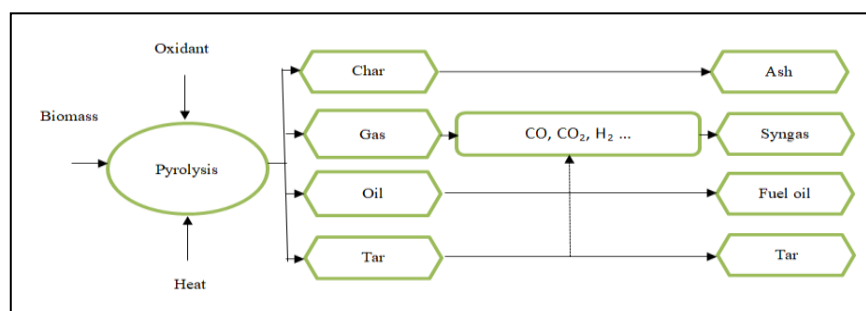 Oxidant
Biomass
Pyrolysis
Heat
Char
Ash
Gas
CO, CO₂, H₂ ...
Syngas
Oil
Fuel oil
Tar
Tar